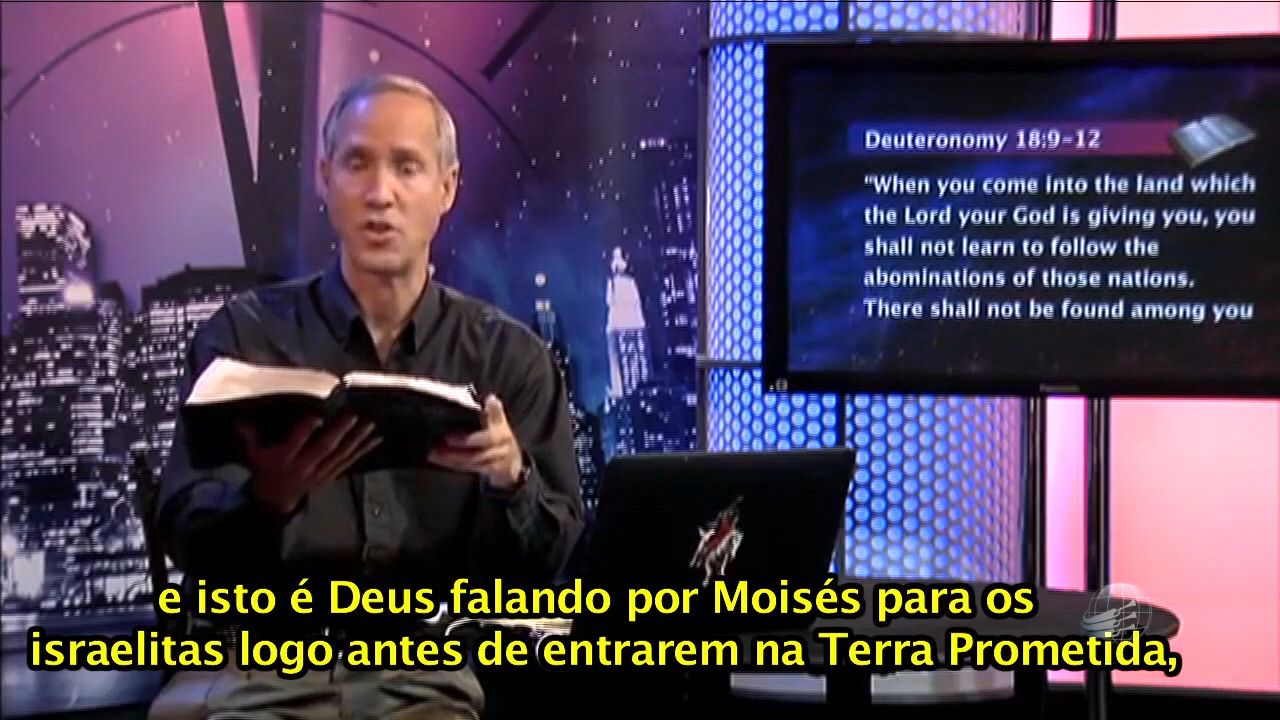 Deuteronomy 18:9-12
"When you come into the land which
the Lord your God is giving you, you
shall not learn to follow the
abominations of those nations.
There shall not be found among you
e isto é Deus falando por Moisés para os
israelitas logo antes de entrarem na Terra Prometida,